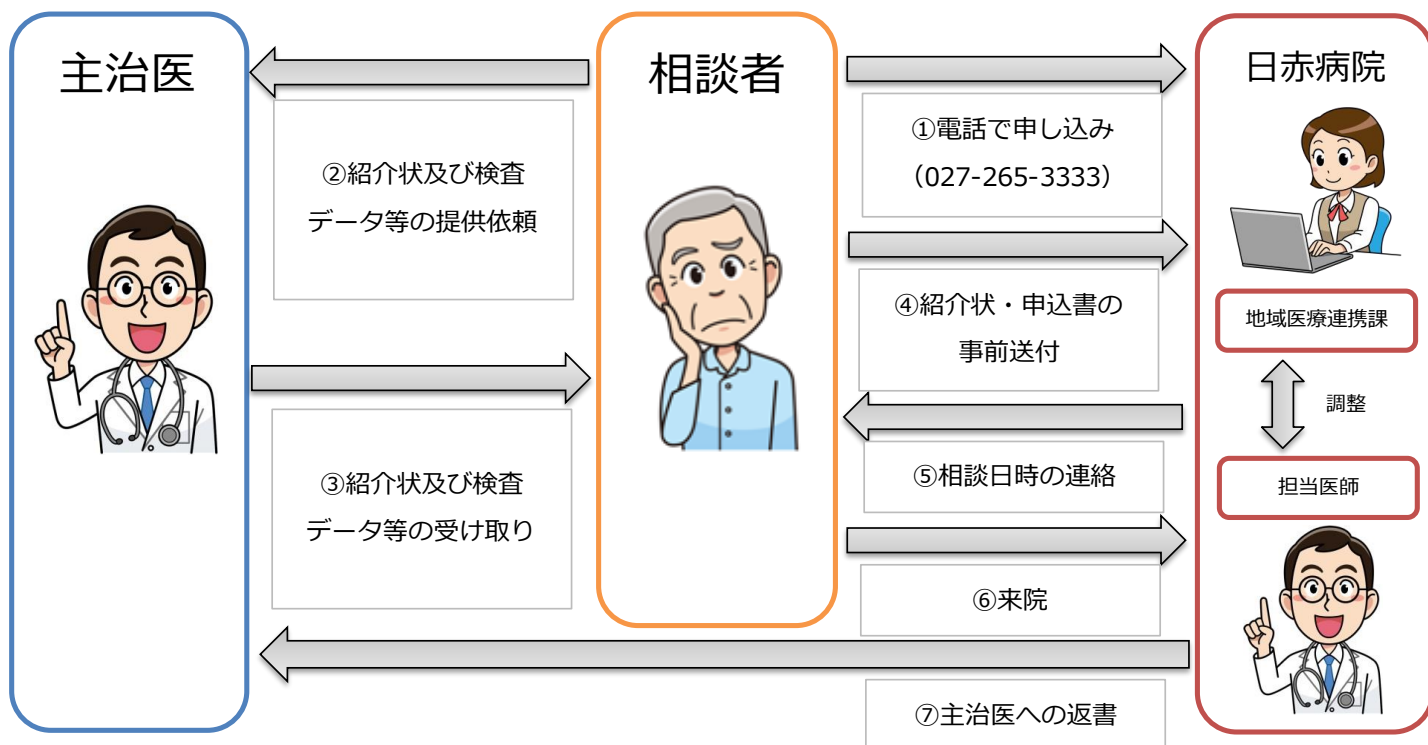 主治医
相談者
日赤病院
①電話で申し込み
（027-265-3333）
②紹介状及び検査
データ等の提供依頼
③紹介状及び検査
データ等の受け取り
④紹介状・申込書の
事前送付
⑤相談日時の連絡
⑥来院
⑦主治医への返書
地域医療連携課
調整
担当医師